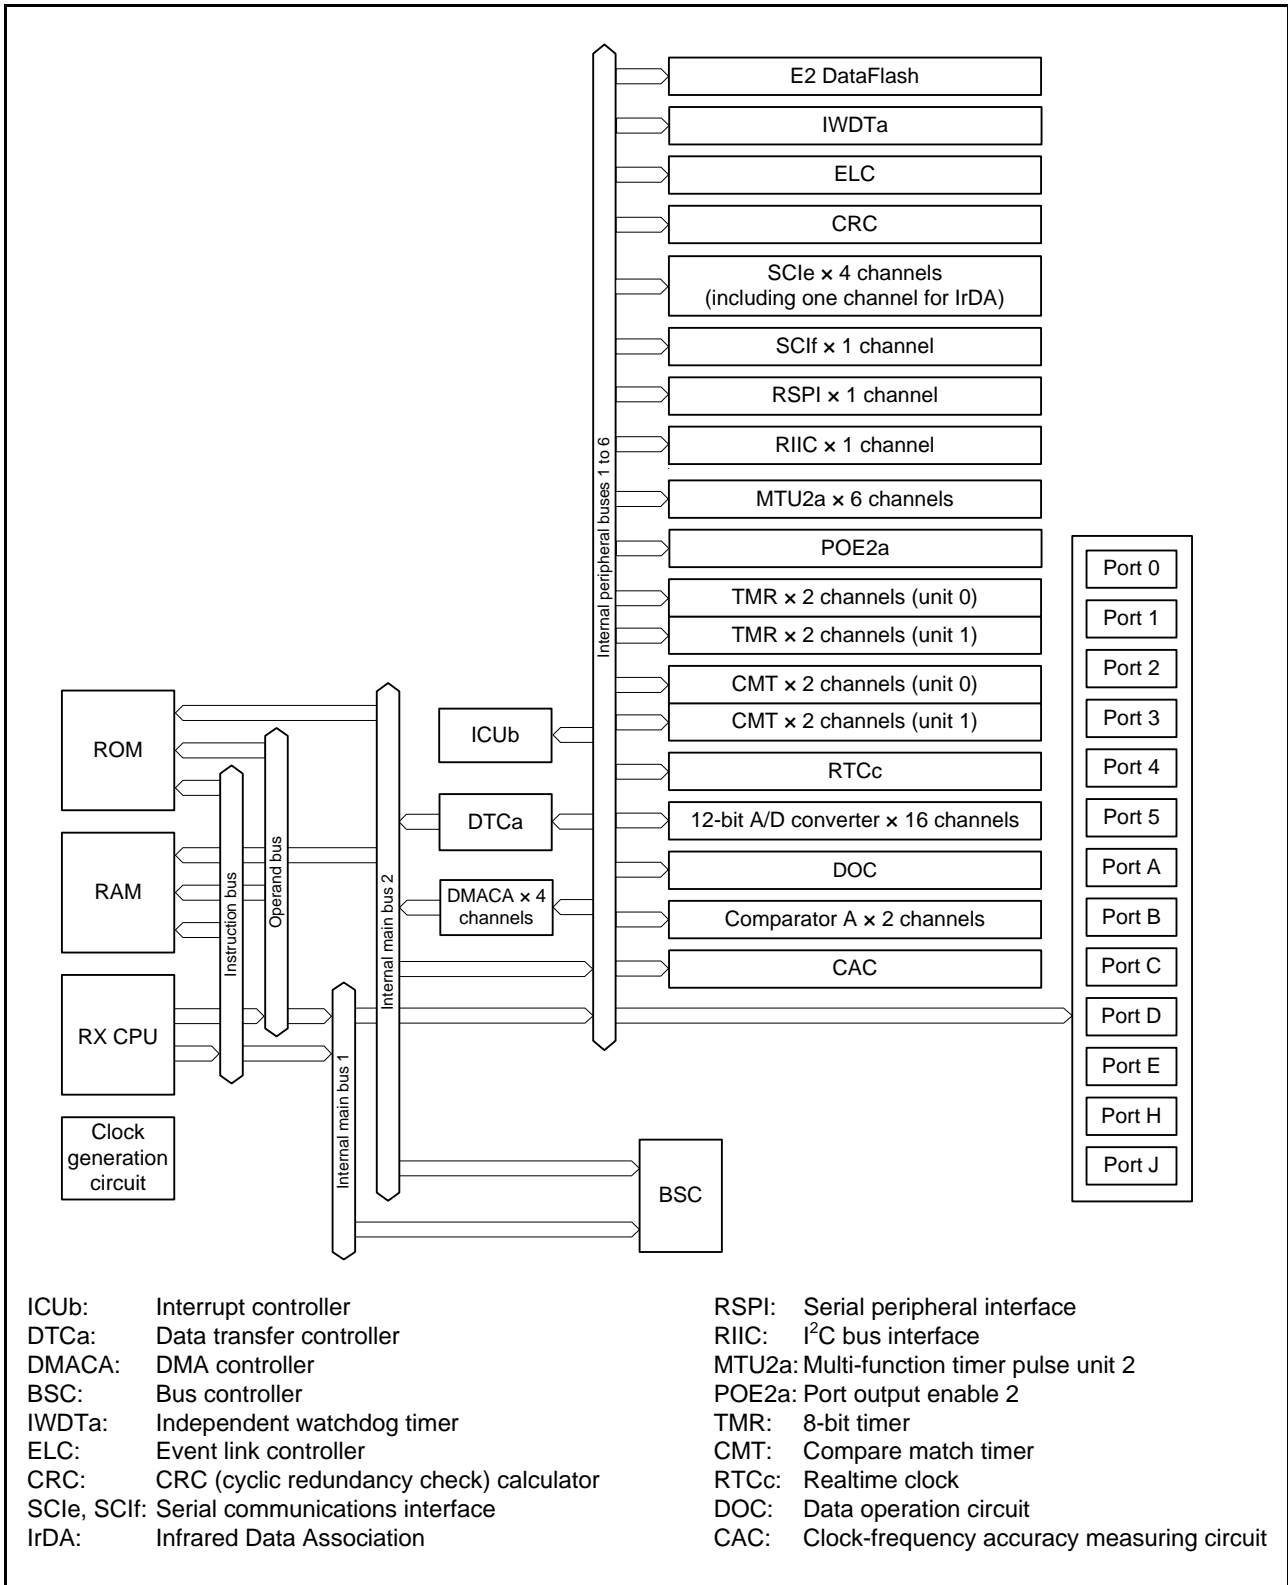 E2 DataFlash
IWDTa
ELC
CRC
SCIe × 4 channels
(including one channel for IrDA)
SCIf × 1 channel
RSPI × 1 channel
RIIC × 1 channel
MTU2a × 6 channels
POE2a
TMR × 2 channels (unit 0)
TMR × 2 channels (unit 1)
CMT × 2 channels (unit 0)
CMT × 2 channels (unit 1)
RTCc
12-bit A/D converter × 16 channels
DOC
Comparator A × 2 channels
CAC
Internal peripheral buses 1 to 6
Port 0
Port 1
Port 2
Port 3
Port 4
Port 5
Port A
Port B
Port C
Port D
Port E
Port H
Port J
ROM
RAM
RX CPU
Clock
generation
circuit
Instruction bus
Operand bus
Internal main bus 1
Internal main bus 2
ICUb
DTCa
DMACA × 4
channels
BSC
ICUb: Interrupt controller
DTCa: Data transfer controller
DMACA: DMA controller
BSC: Bus controller
IWDTa: Independent watchdog timer
ELC: Event link controller
CRC: CRC (cyclic redundancy check) calculator
SCIe, SCIf: Serial communications interface
IrDA: Infrared Data Association
RSPI: Serial peripheral interface
RIIC: I²C bus interface
MTU2a: Multi-function timer pulse unit 2
POE2a: Port output enable 2
TMR: 8-bit timer
CMT: Compare match timer
RTCc: Realtime clock
DOC: Data operation circuit
CAC: Clock-frequency accuracy measuring circuit